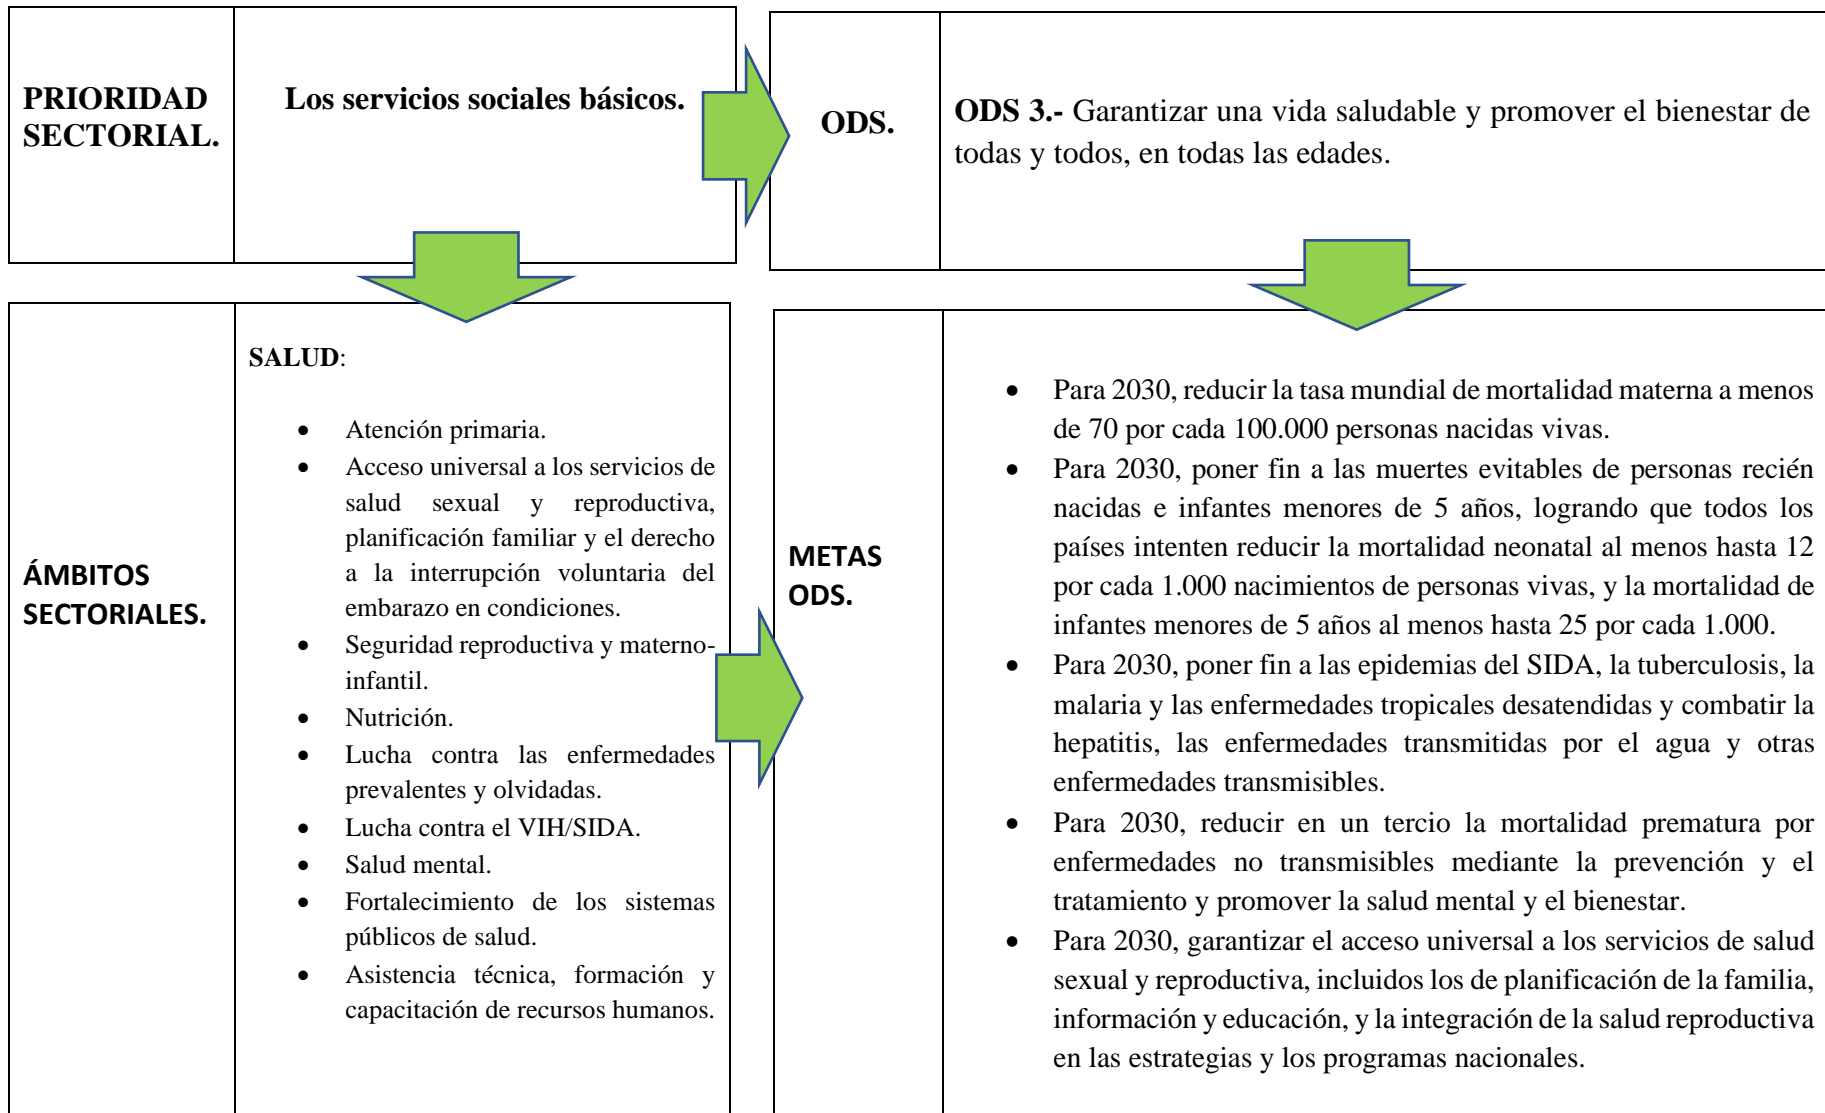 PRIORIDAD
SECTORIAL.
Los servicios sociales básicos.
ODS.
ODS 3.- Garantizar una vida saludable y promover el bienestar de
todas y todos, en todas las edades.
ÁMBITOS
SECTORIALES.
SALUD:
• Atención primaria.
• Acceso universal a los servicios de
salud sexual y reproductiva,
planificación familiar y el derecho
a la interrupción voluntaria del
embarazo en condiciones.
• Seguridad reproductiva y materno-
infantil.
• Nutrición.
• Lucha contra las enfermedades
prevalentes y olvidadas.
• Lucha contra el VIH/SIDA.
• Salud mental.
• Fortalecimiento de los sistemas
públicos de salud.
• Asistencia técnica, formación y
capacitación de recursos humanos.
METAS
ODS.
• Para 2030, reducir la tasa mundial de mortalidad materna a menos
de 70 por cada 100.000 personas nacidas vivas.
• Para 2030, poner fin a las muertes evitables de personas recién
nacidas e infantes menores de 5 años, logrando que todos los
países intenten reducir la mortalidad neonatal al menos hasta 12
por cada 1.000 nacimientos de personas vivas, y la mortalidad de
infantes menores de 5 años al menos hasta 25 por cada 1.000.
• Para 2030, poner fin a las epidemias del SIDA, la tuberculosis, la
malaria y las enfermedades tropicales desatendidas y combatir la
hepatitis, las enfermedades transmitidas por el agua y otras
enfermedades transmisibles.
• Para 2030, reducir en un tercio la mortalidad prematura por
enfermedades no transmisibles mediante la prevención y el
tratamiento y promover la salud mental y el bienestar.
• Para 2030, garantizar el acceso universal a los servicios de salud
sexual y reproductiva, incluidos los de planificación de la familia,
información y educación, y la integración de la salud reproductiva
en las estrategias y los programas nacionales.